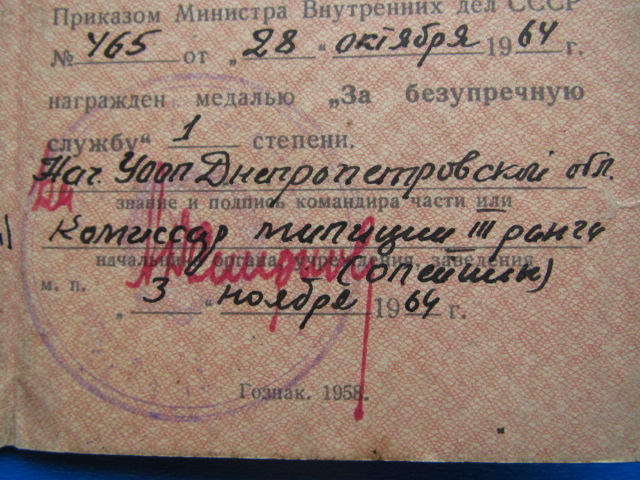 Приказом Министра Внутренних дел СССР
№ 465 от „28“ октября 1964 г.
награжден медалью „За безупречную
службу“ 1 степени.
Нач. Уооп Днепропетровской обл.
звание и подпись командира части или
Комиссар милиции III ранга
начальника органа, учреждения, заведения
(опейшик)
м. п.
„3“ ноября 1964 г.
Гознак. 1958.